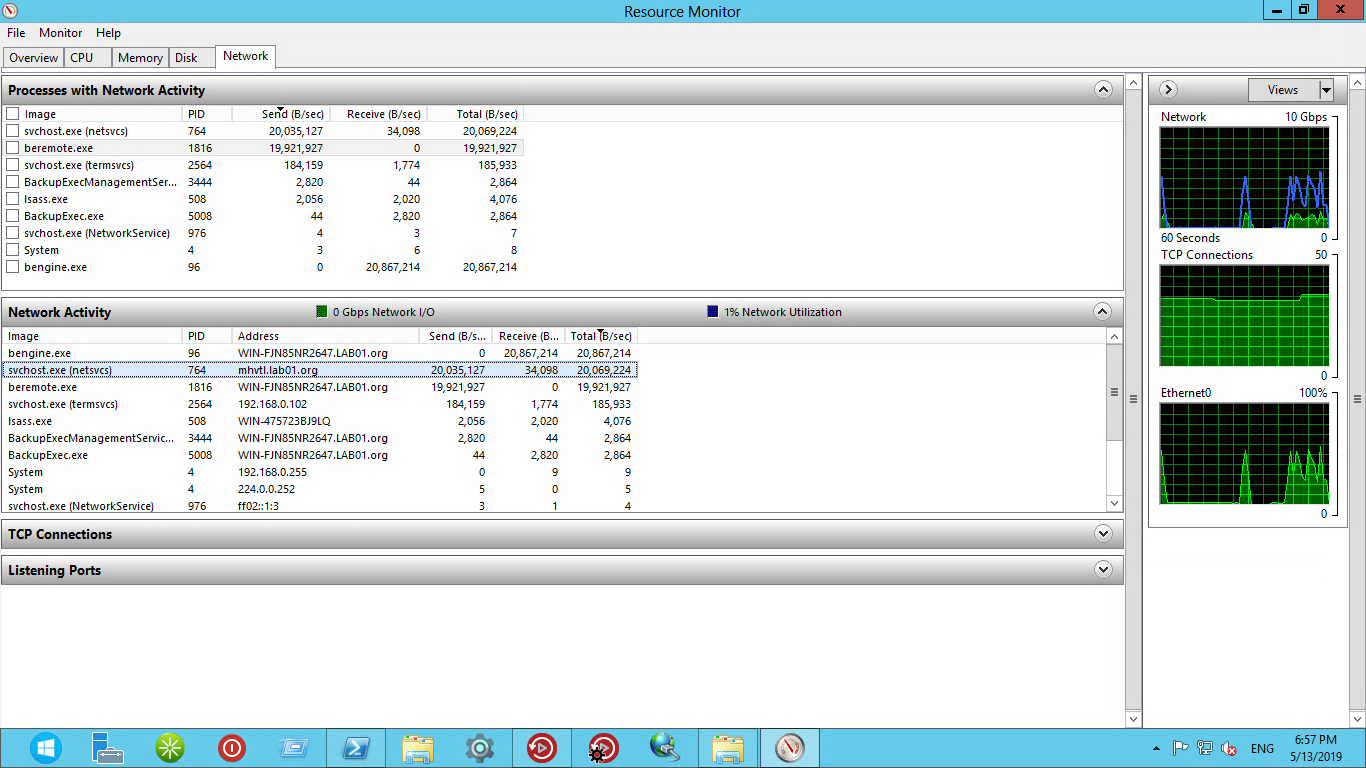 Resource Monitor
File Monitor Help
Overview CPU Memory Disk Network
Processes with Network Activity
Image PID Send (B/sec) Receive (B/sec) Total (B/sec)
svchost.exe (netsvcs) 764 20,035,127 34,098 20,069,224
beremote.exe 1816 19,921,927 0 19,921,927
svchost.exe (termsvcs) 2564 184,159 1,774 185,933
BackupExecManagementSer... 3444 2,820 44 2,864
lsass.exe 508 2,056 2,020 4,076
BackupExec.exe 5008 44 2,820 2,864
svchost.exe (NetworkService) 976 4 3 7
System 4 3 6 8
bengine.exe 96 0 20,867,214 20,867,214
Network Activity 0 Gbps Network I/O 1% Network Utilization
Image PID Address Send (B/s... Receive (B... Total (B/sec)
bengine.exe 96 WIN-FJN85NR2647.LAB01.org 0 20,867,214 20,867,214
svchost.exe (netsvcs) 764 mhvtl.lab01.org 20,035,127 34,098 20,069,224
beremote.exe 1816 WIN-FJN85NR2647.LAB01.org 19,921,927 0 19,921,927
svchost.exe (termsvcs) 2564 192.168.0.102 184,159 1,774 185,933
lsass.exe 508 WIN-475723BJ9LQ 2,056 2,020 4,076
BackupExecManagementServic... 3444 WIN-FJN85NR2647.LAB01.org 2,820 44 2,864
BackupExec.exe 5008 WIN-FJN85NR2647.LAB01.org 44 2,820 2,864
System 4 192.168.0.255 0 9 9
System 4 224.0.0.252 5 0 5
svchost.exe (NetworkService) 976 ff02::1:3 3 1 4
TCP Connections
Listening Ports
Views
Network 10 Gbps
60 Seconds 0
TCP Connections 50
0
Ethernet0 100%
0
ENG
6:57 PM
5/13/2019